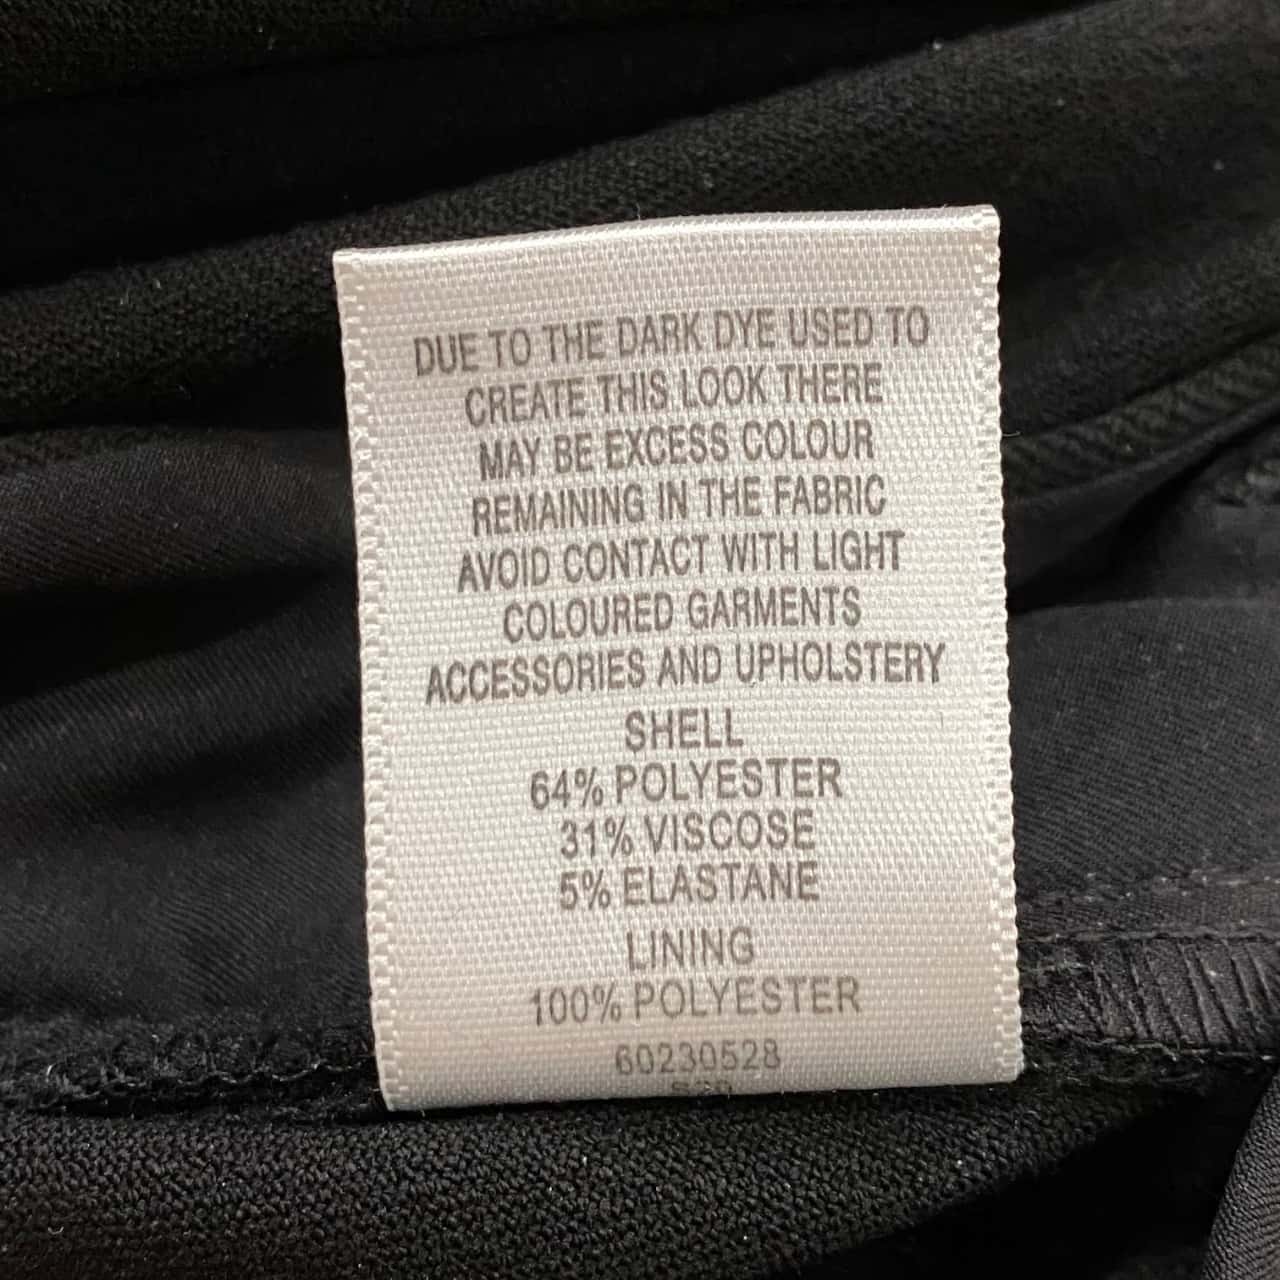 DUE TO THE DARK DYE USED TO
CREATE THIS LOOK THERE
MAY BE EXCESS COLOUR
REMAINING IN THE FABRIC
AVOID CONTACT WITH LIGHT
COLOURED GARMENTS
ACCESSORIES AND UPHOLSTERY
SHELL
64% POLYESTER
31% VISCOSE
5% ELASTANE
LINING
100% POLYESTER
60230528